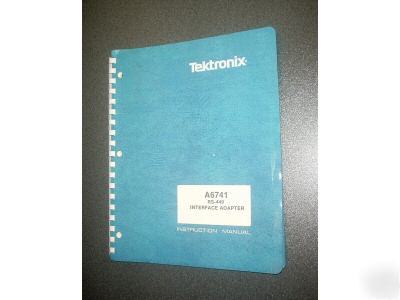 Tektronix
A6741
RS-449
INTERFACE ADAPTER
INSTRUCTION MANUAL